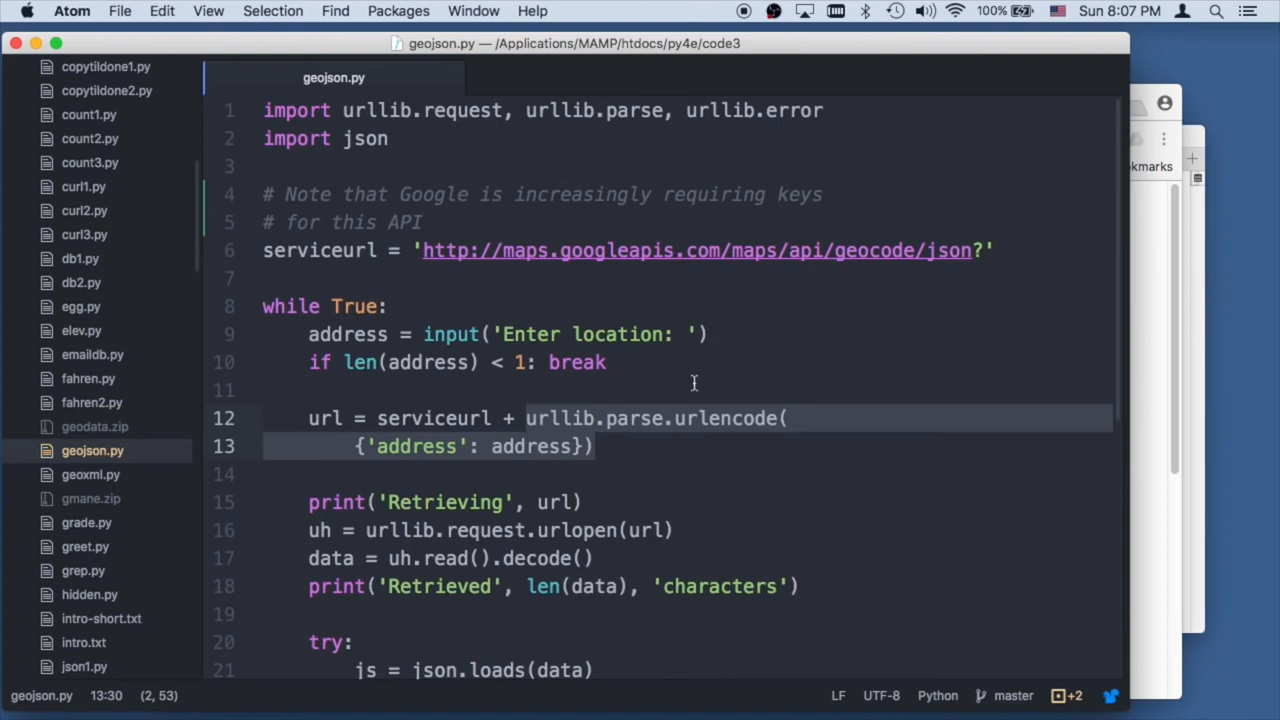 Atom File Edit View Selection Find Packages Window Help 100% Sun 8:07 PM
geojson.py — /Applications/MAMP/htdocs/py4e/code3
copytildone1.py
copytildone2.py
count1.py
count2.py
count3.py
curl1.py
curl2.py
curl3.py
db1.py
db2.py
egg.py
elev.py
emaildb.py
fahren.py
fahren2.py
geodata.zip
geojson.py
geoxml.py
gmane.zip
grade.py
greet.py
grep.py
hidden.py
intro-short.txt
intro.txt
json1.py
geojson.py
1 import urllib.request, urllib.parse, urllib.error
2 import json
3
4 # Note that Google is increasingly requiring keys
5 # for this API
6 serviceurl = 'http://maps.googleapis.com/maps/api/geocode/json?'
7
8 while True:
9 address = input('Enter location: ')
10 if len(address) < 1: break
11
12 url = serviceurl + urllib.parse.urlencode(
13 {'address': address})
14
15 print('Retrieving', url)
16 uh = urllib.request.urlopen(url)
17 data = uh.read().decode()
18 print('Retrieved', len(data), 'characters')
19
20 try:
21 js = json.loads(data)
okmarks
geojson.py 13:30 (2, 53) LF UTF-8 Python master +2